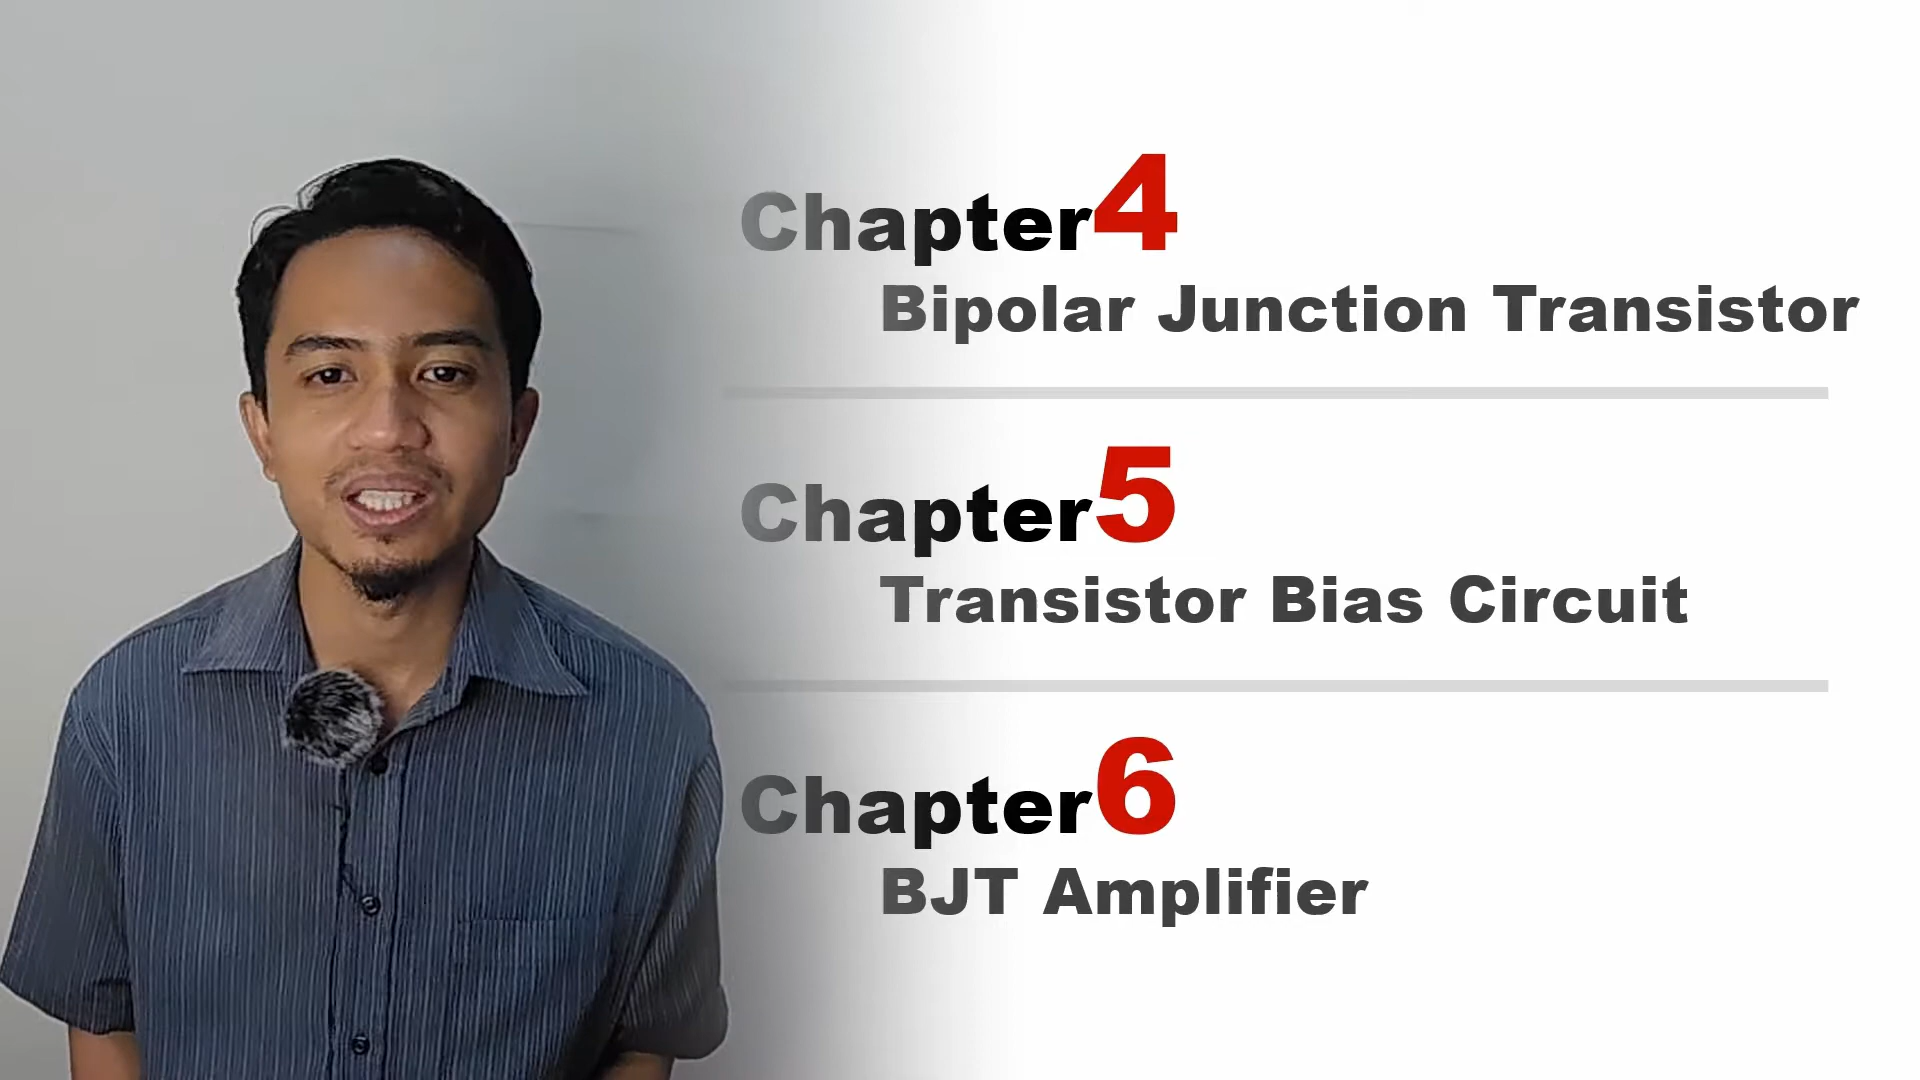 Chapter4
Bipolar Junction Transistor
Chapter5
Transistor Bias Circuit
Chapter6
BJT Amplifier